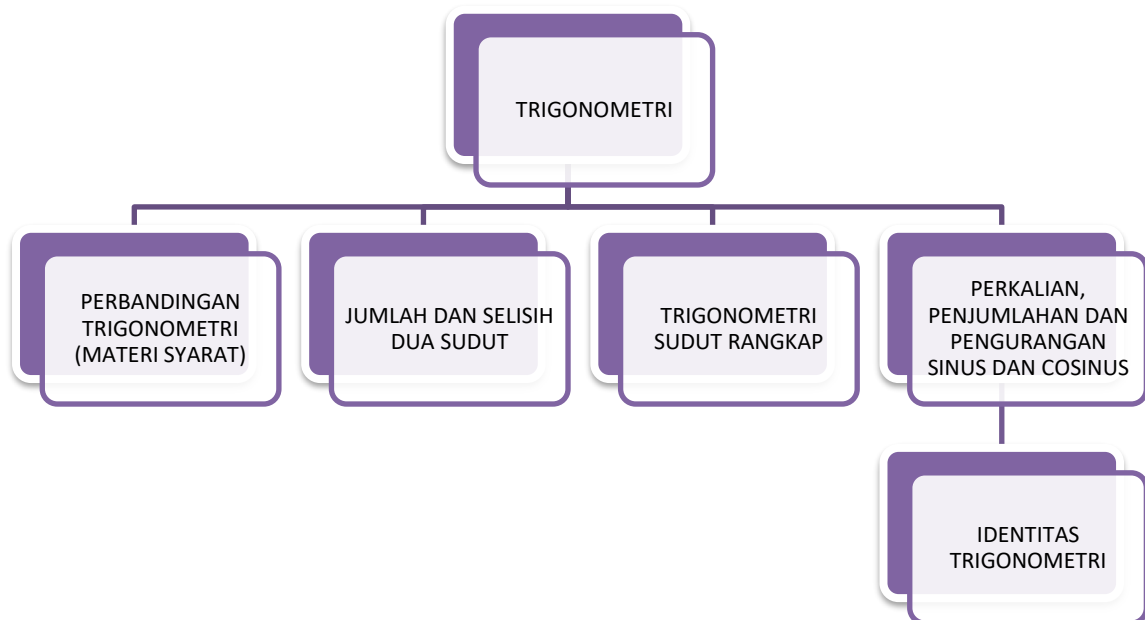 TRIGONOMETRI
PERBANDINGAN
TRIGONOMETRI
(MATERI SYARAT)
JUMLAH DAN SELISIH
DUA SUDUT
TRIGONOMETRI
SUDUT RANGKAP
PERKALIAN,
PENJUMLAHAN DAN
PENGURANGAN
SINUS DAN COSINUS
IDENTITAS
TRIGONOMETRI